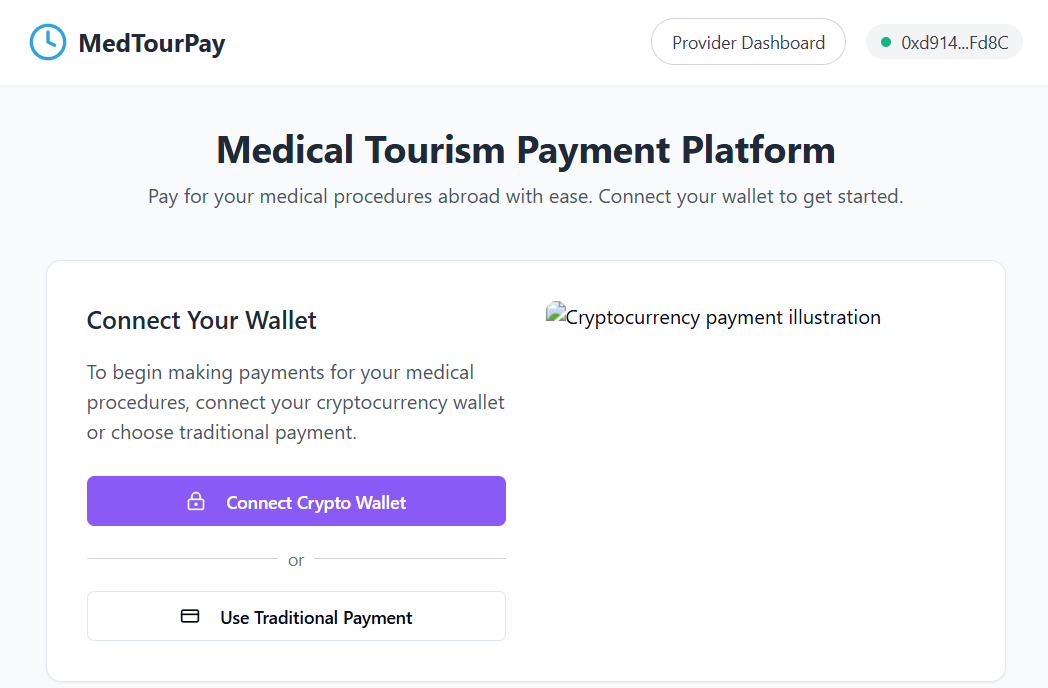 MedTourPay
Provider Dashboard
0xd914...Fd8C
Medical Tourism Payment Platform
Pay for your medical procedures abroad with ease. Connect your wallet to get started.
Connect Your Wallet
To begin making payments for your medical
procedures, connect your cryptocurrency wallet
or choose traditional payment.
Connect Crypto Wallet
or
Use Traditional Payment
Cryptocurrency payment illustration